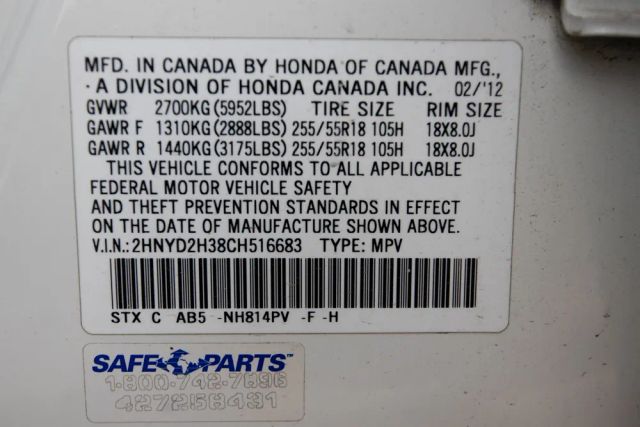 MFD. IN CANADA BY HONDA OF CANADA MFG.,
A DIVISION OF HONDA CANADA INC. 02/'12
GVWR 2700KG(5952LBS) TIRE SIZE RIM SIZE
GAWR F 1310KG(2888LBS) 255/55R18 105H 18X8.0J
GAWR R 1440KG(3175LBS) 255/55R18 105H 18X8.0J
THIS VEHICLE CONFORMS TO ALL APPLICABLE
FEDERAL MOTOR VEHICLE SAFETY
AND THEFT PREVENTION STANDARDS IN EFFECT
ON THE DATE OF MANUFACTURE SHOWN ABOVE.
V.I.N.: 2HNYD2H38CH516683 TYPE: MPV
STX C AB5 -NH814PV -F -H
SAFE PARTS™
1-800-742-7696
427258431